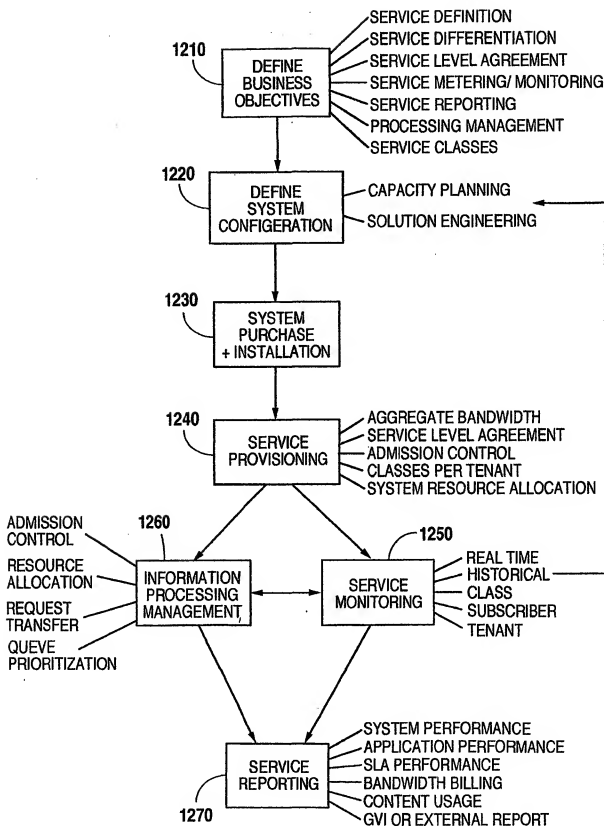 SERVICE DEFINITION
SERVICE DIFFERENTIATION
SERVICE LEVEL AGREEMENT
SERVICE METERING/ MONITORING
SERVICE REPORTING
PROCESSING MANAGEMENT
SERVICE CLASSES
1210
DEFINE
BUSINESS
OBJECTIVES
1220
DEFINE
SYSTEM
CONFIGERATION
CAPACITY PLANNING
SOLUTION ENGINEERING
1230
SYSTEM
PURCHASE
+ INSTALLATION
1240
SERVICE
PROVISIONING
AGGREGATE BANDWIDTH
SERVICE LEVEL AGREEMENT
ADMISSION CONTROL
CLASSES PER TENANT
SYSTEM RESOURCE ALLOCATION
ADMISSION
CONTROL
RESOURCE
ALLOCATION
REQUEST
TRANSFER
QUEVE
PRIORITIZATION
1260
INFORMATION
PROCESSING
MANAGEMENT
1250
SERVICE
MONITORING
REAL TIME
HISTORICAL
CLASS
SUBSCRIBER
TENANT
SERVICE
REPORTING
1270
SYSTEM PERFORMANCE
APPLICATION PERFORMANCE
SLA PERFORMANCE
BANDWIDTH BILLING
CONTENT USAGE
GVI OR EXTERNAL REPORT